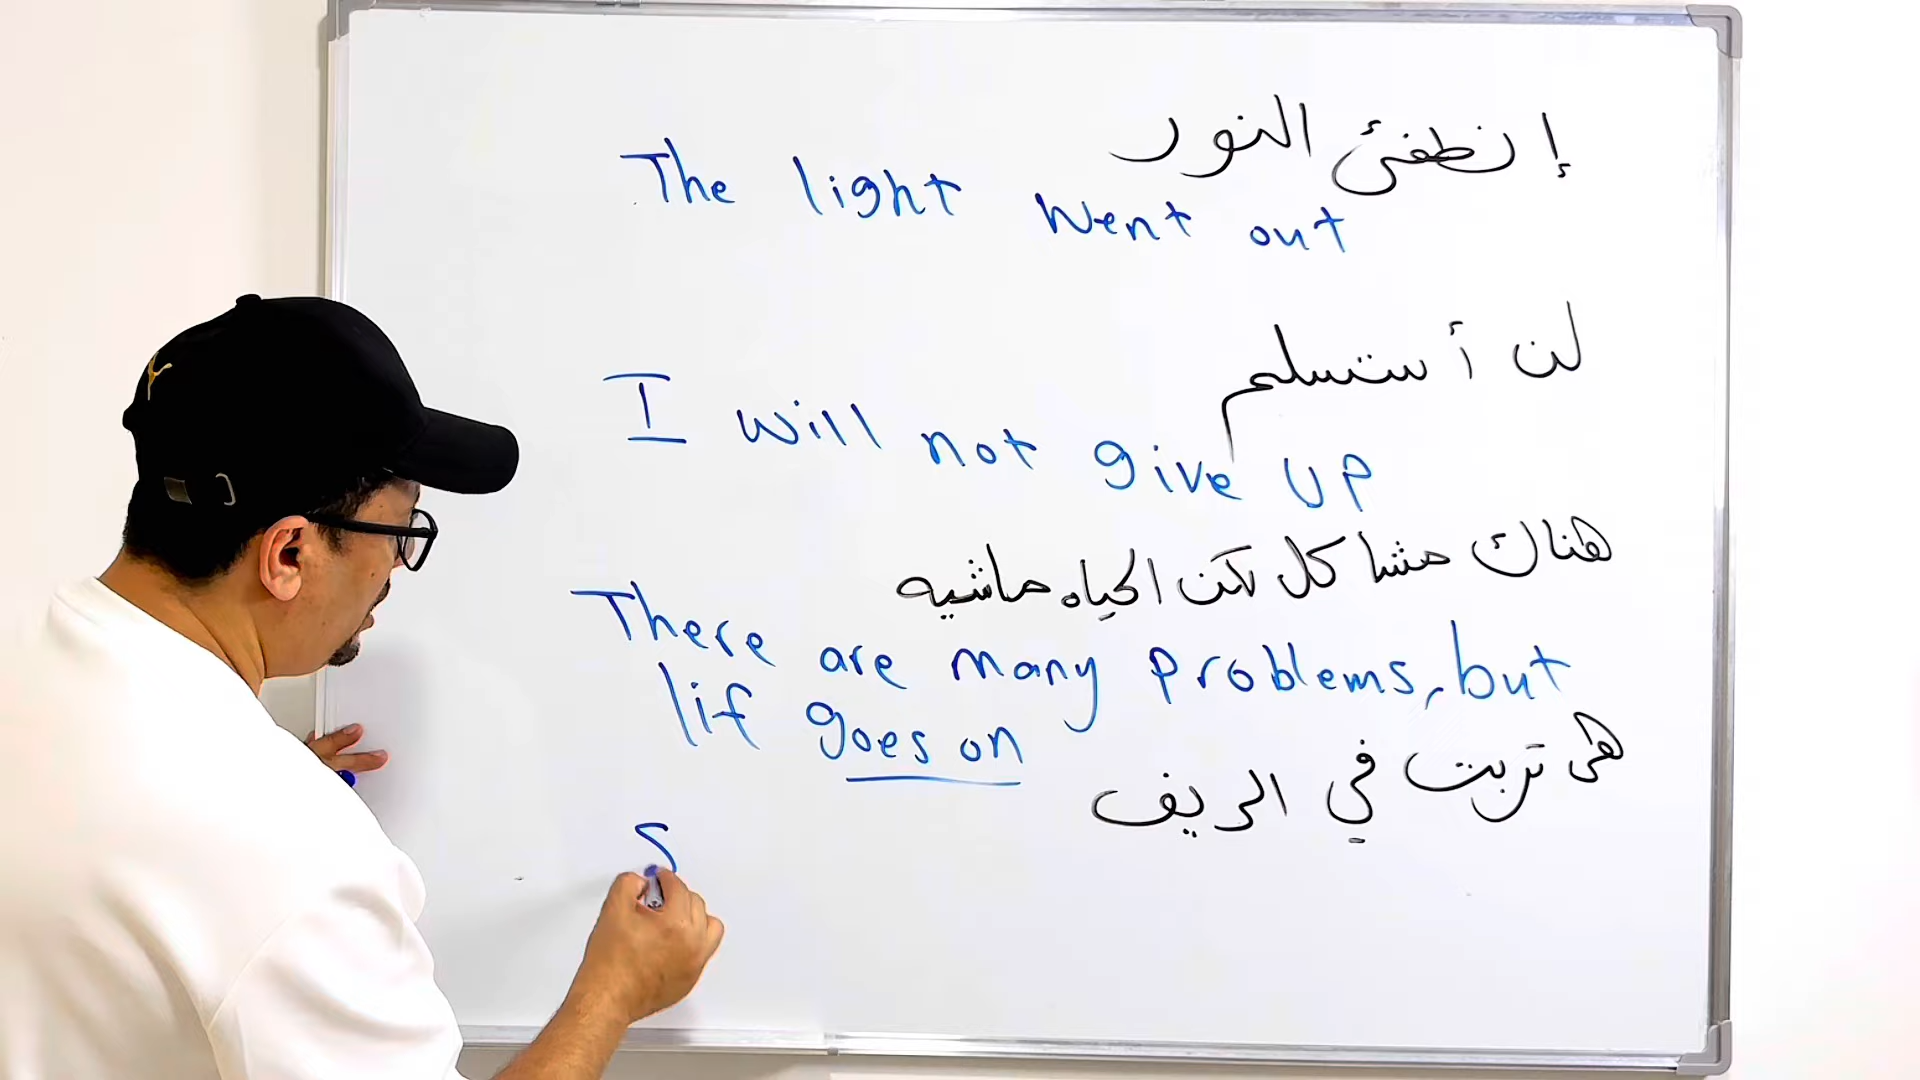 إنطفئ النور
The light went out
لن أستسلم
I will not give up
هناك مشاكل لكن الحياه ماشيه
There are many problems, but
lif goes on
هي تربت في الريف
S